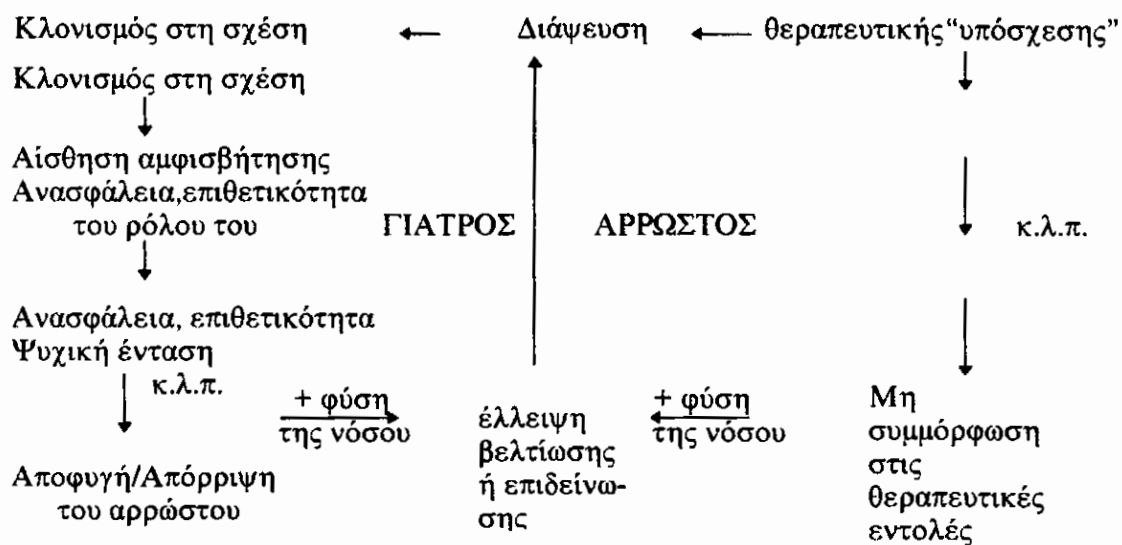 Κλονισμός στη σχέση
Διάψευση
θεραπευτικής “υπόσχεσης”
Κλονισμός στη σχέση
Αίσθηση αμφισβήτησης
Ανασφάλεια,επιθετικότητα
του ρόλου του
ΓΙΑΤΡΟΣ
ΑΡΡΩΣΤΟΣ
κ.λ.π.
Ανασφάλεια, επιθετικότητα
Ψυχική ένταση
κ.λ.π.
Αποφυγή/Απόρριψη
του αρρώστου
+ φύση
της νόσου
έλλειψη
βελτίωσης
ή επιδείνω-
σης
+ φύση
της νόσου
Μη
συμμόρφωση
στις
θεραπευτικές
εντολές